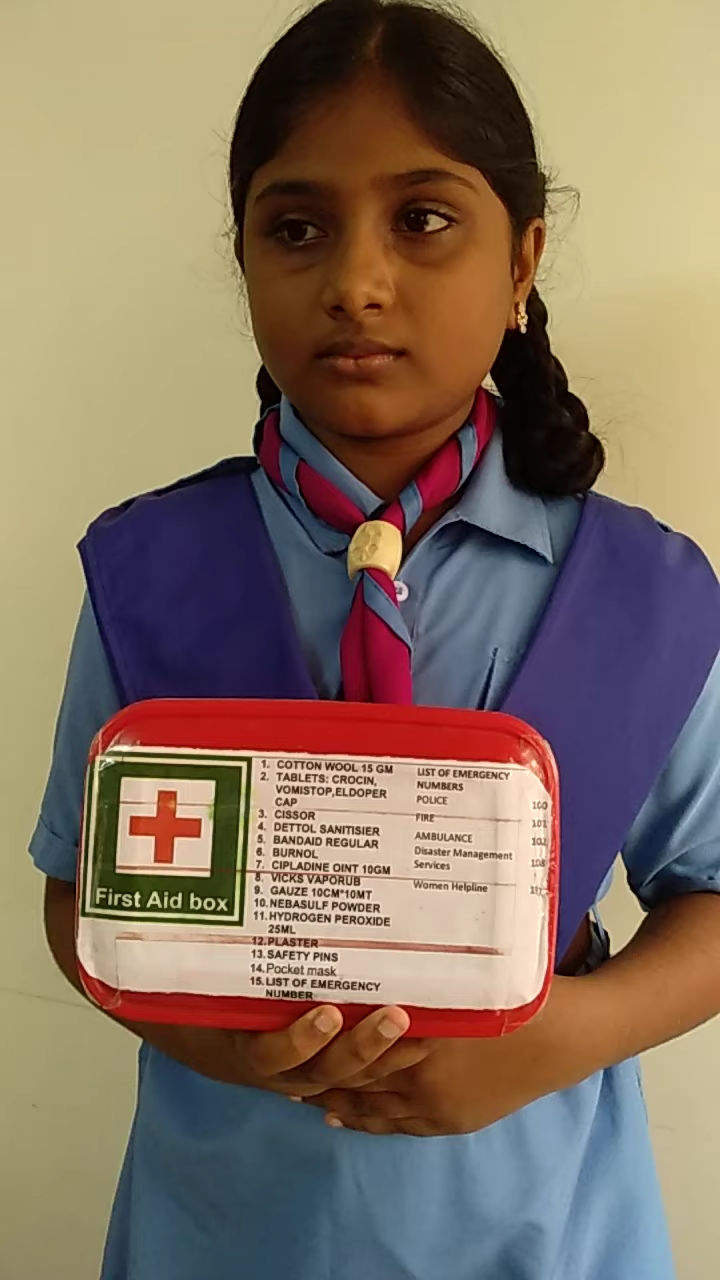 First Aid box
1. COTTON WOOL 15 GM
2. TABLETS: CROCIN,
VOMISTOP,ELDOPER
CAP
3. CISSOR
4. DETTOL SANITISIER
5. BANDAID REGULAR
6. BURNOL
7. CIPLADINE OINT 10GM
8. VICKS VAPORUB
9. GAUZE 10CM*10MT
10. NEBASULF POWDER
11. HYDROGEN PEROXIDE
25ML
12. PLASTER
13. SAFETY PINS
14. Pocket mask
15. LIST OF EMERGENCY
NUMBER
LIST OF EMERGENCY
NUMBERS
POLICE 100
FIRE 101
AMBULANCE 102
Disaster Management
Services 108
Women Helpline